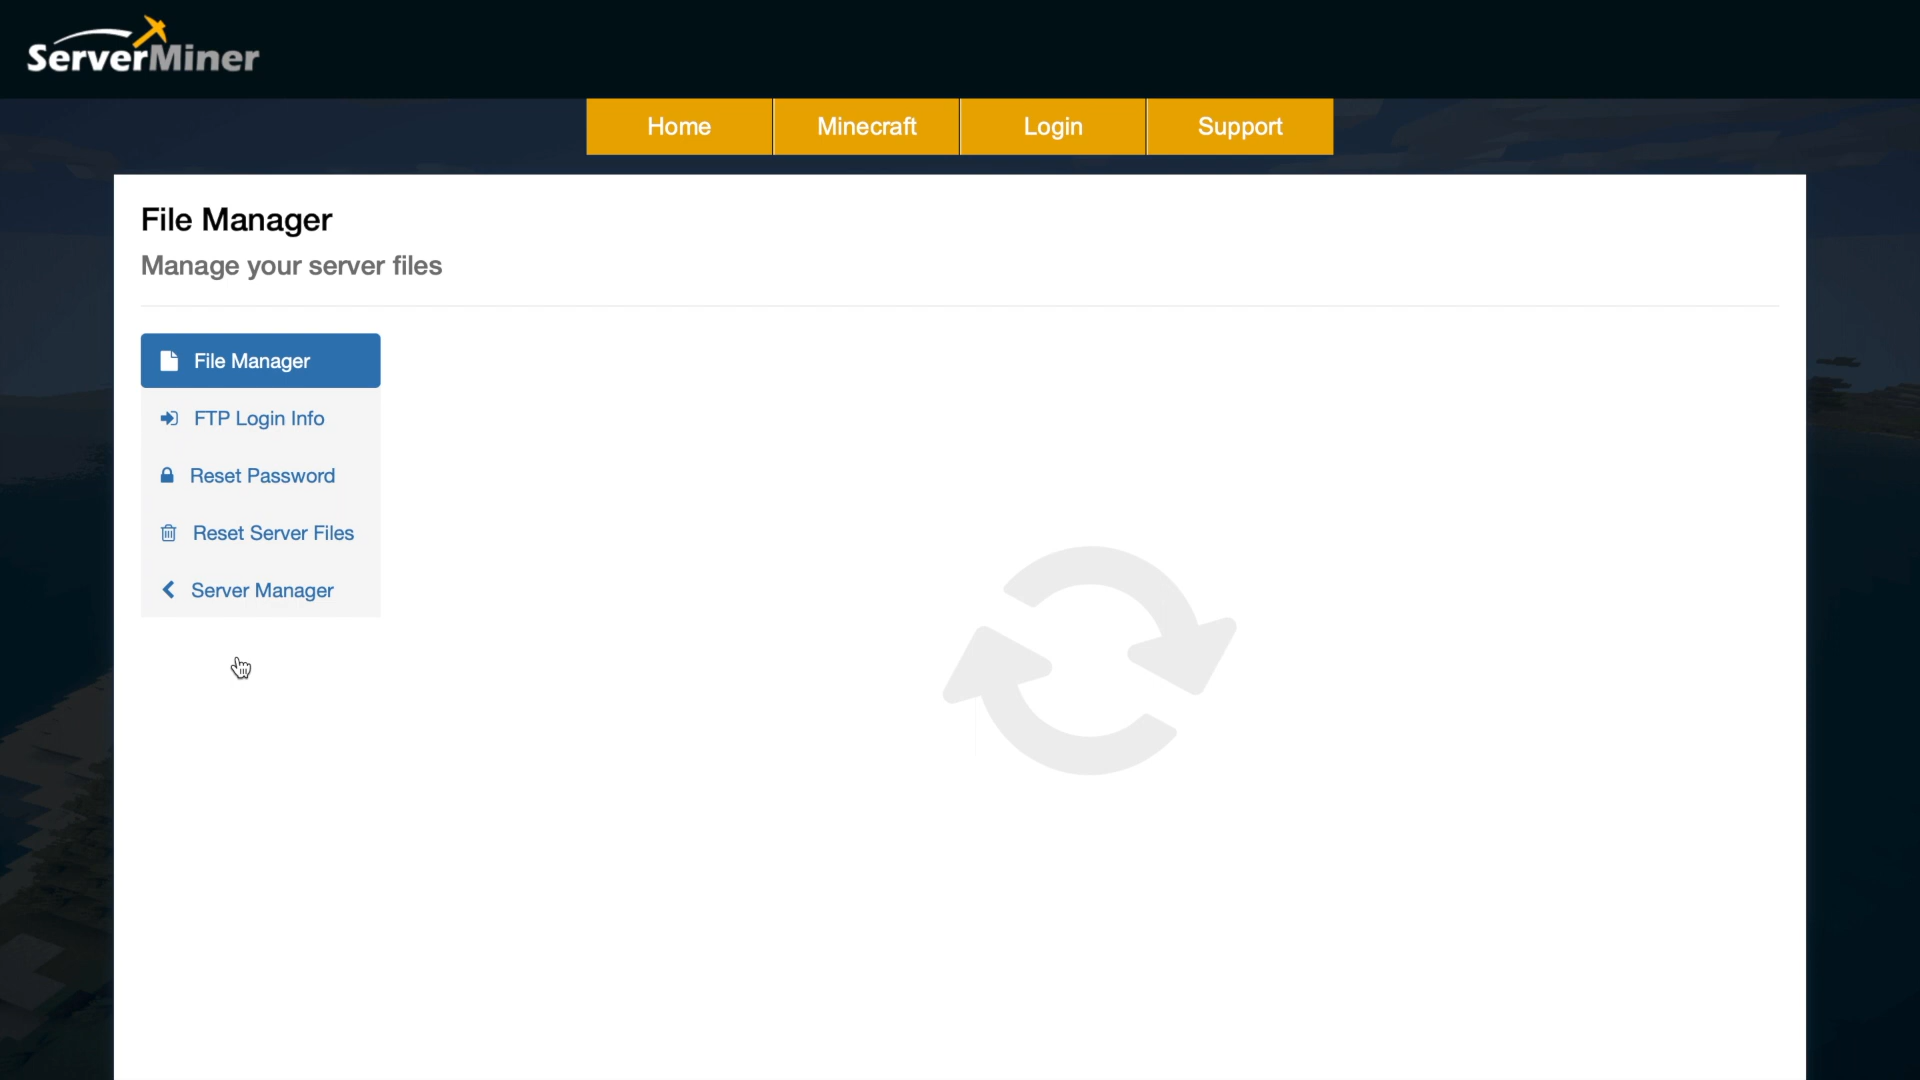 ServerMiner
Home
Minecraft
Login
Support
File Manager
Manage your server files
File Manager
FTP Login Info
Reset Password
Reset Server Files
Server Manager